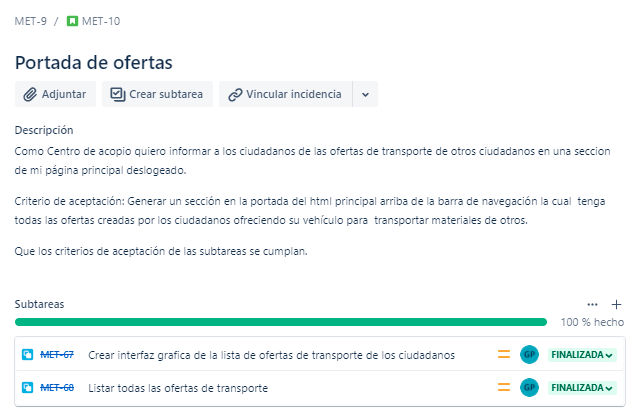 MET-9 / MET-10
Portada de ofertas
Adjuntar Crear subtarea Vincular incidencia
Descripción
Como Centro de acopio quiero informar a los ciudadanos de las ofertas de transporte de otros ciudadanos en una seccion
de mi página principal deslogeado.
Criterio de aceptación: Generar un sección en la portada del html principal arriba de la barra de navegación la cual tenga
todas las ofertas creadas por los ciudadanos ofreciendo su vehículo para transportar materiales de otros.
Que los criterios de aceptación de las subtareas se cumplan.
Subtareas
100 % hecho
MET-67 Crear interfaz grafica de la lista de ofertas de transporte de los ciudadanos GP FINALIZADA
MET-68 Listar todas las ofertas de transporte GP FINALIZADA